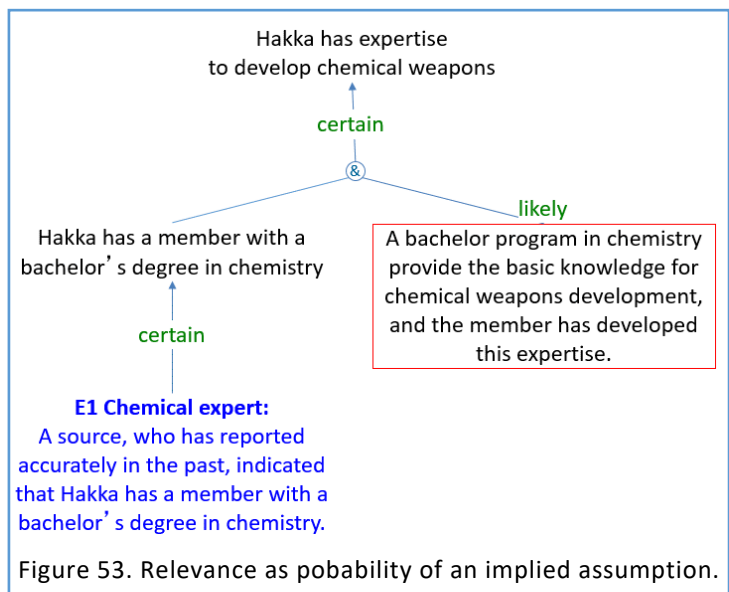 Hakka has expertise
to develop chemical weapons
certain
&
likely
Hakka has a member with a
bachelor’s degree in chemistry
A bachelor program in chemistry
provide the basic knowledge for
chemical weapons development,
and the member has developed
this expertise.
certain
E1 Chemical expert:
A source, who has reported
accurately in the past, indicated
that Hakka has a member with a
bachelor’s degree in chemistry.
Figure 53. Relevance as pobability of an implied assumption.